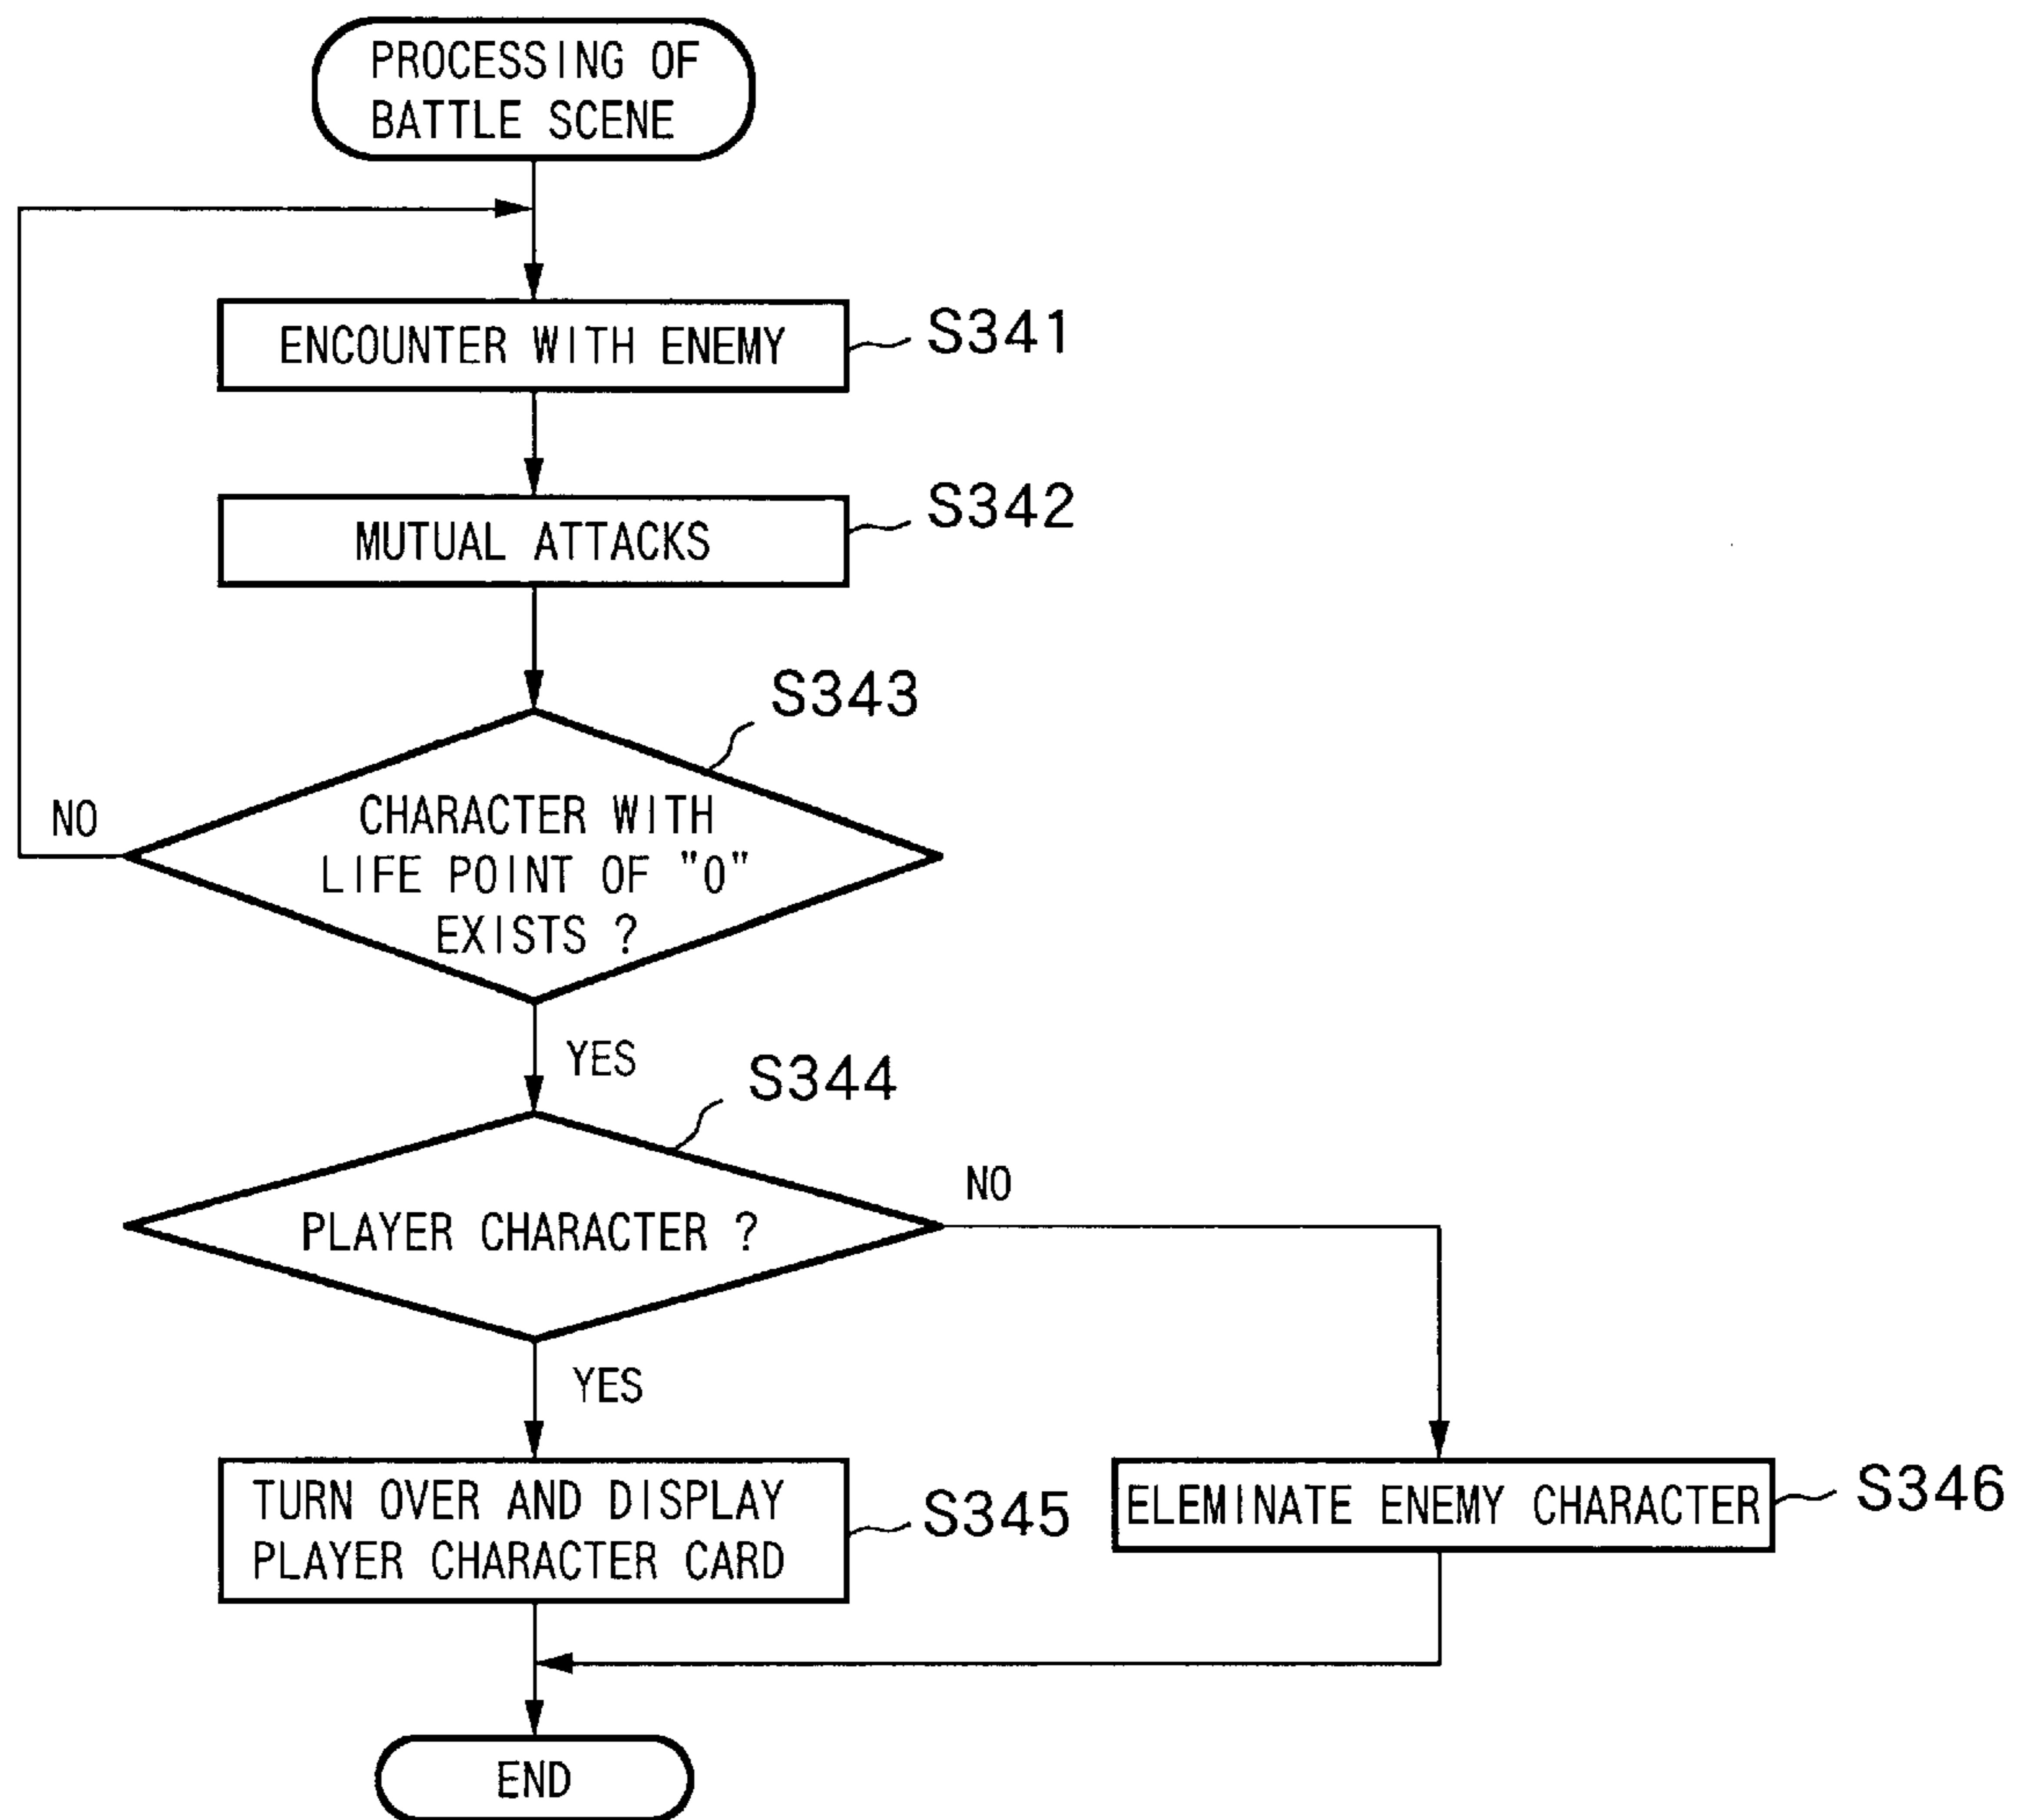 PROCESSING OF
BATTLE SCENE
ENCOUNTER WITH ENEMY
S341
MUTUAL ATTACKS
S342
S343
CHARACTER WITH
LIFE POINT OF "0"
EXISTS ?
NO
YES
S344
PLAYER CHARACTER ?
NO
YES
TURN OVER AND DISPLAY
PLAYER CHARACTER CARD
S345
ELEMINATE ENEMY CHARACTER
S346
END